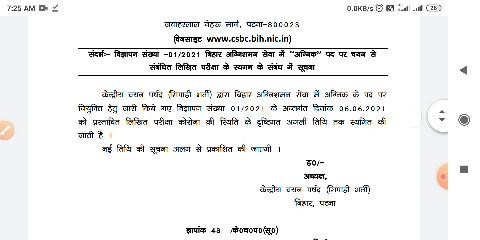 7:25 AM
0.0KB/s
26
जवाहरलाल नेहरू मार्ग, पटना-800023
(वेबसाइट www.csbc.bih.nic.in)
संदर्भः- विज्ञापन संख्या -01/2021 बिहार अग्निशमन सेवा में "अग्निक" पद पर चयन से
संबंधित लिखित परीक्षा के स्थगन के संबंध में सूचना
केन्द्रीय चयन पर्षद (सिपाही भर्ती) द्वारा बिहार अग्निशमन सेवा में अग्निक के पद पर
नियुक्ति हेतु जारी किये गए विज्ञापन संख्या 01/2021 के अन्तर्गत दिनांक 06.06.2021
को प्रस्तावित लिखित परीक्षा कोरोना की स्थिति के दृष्टिगत अगली तिथि तक स्थगित की
जाती है ।
नई तिथि की सूचना अलग से प्रकाशित की जाएगी ।
ह0/-
अध्यक्ष,
केन्द्रीय चयन पर्षद (सिपाही भर्ती)
बिहार, पटना
ज्ञापांक 48 /के0च0प0(सू0)